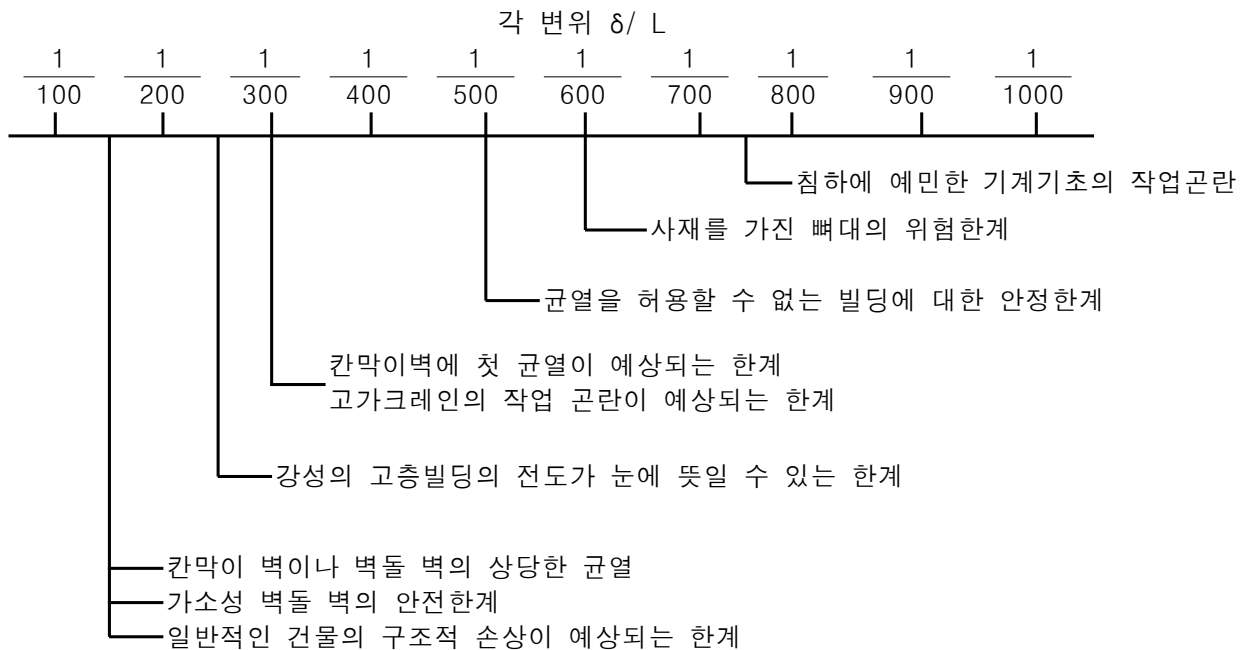 각 변위 δ/ L
1 1 1 1 1 1 1 1 1 1
100 200 300 400 500 600 700 800 900 1000
침하에 예민한 기계기초의 작업곤란
사재를 가진 뼈대의 위험한계
균열을 허용할 수 없는 빌딩에 대한 안정한계
칸막이벽에 첫 균열이 예상되는 한계
고가크레인의 작업 곤란이 예상되는 한계
강성의 고층빌딩의 전도가 눈에 뜻일 수 있는 한계
칸막이 벽이나 벽돌 벽의 상당한 균열
가소성 벽돌 벽의 안전한계
일반적인 건물의 구조적 손상이 예상되는 한계